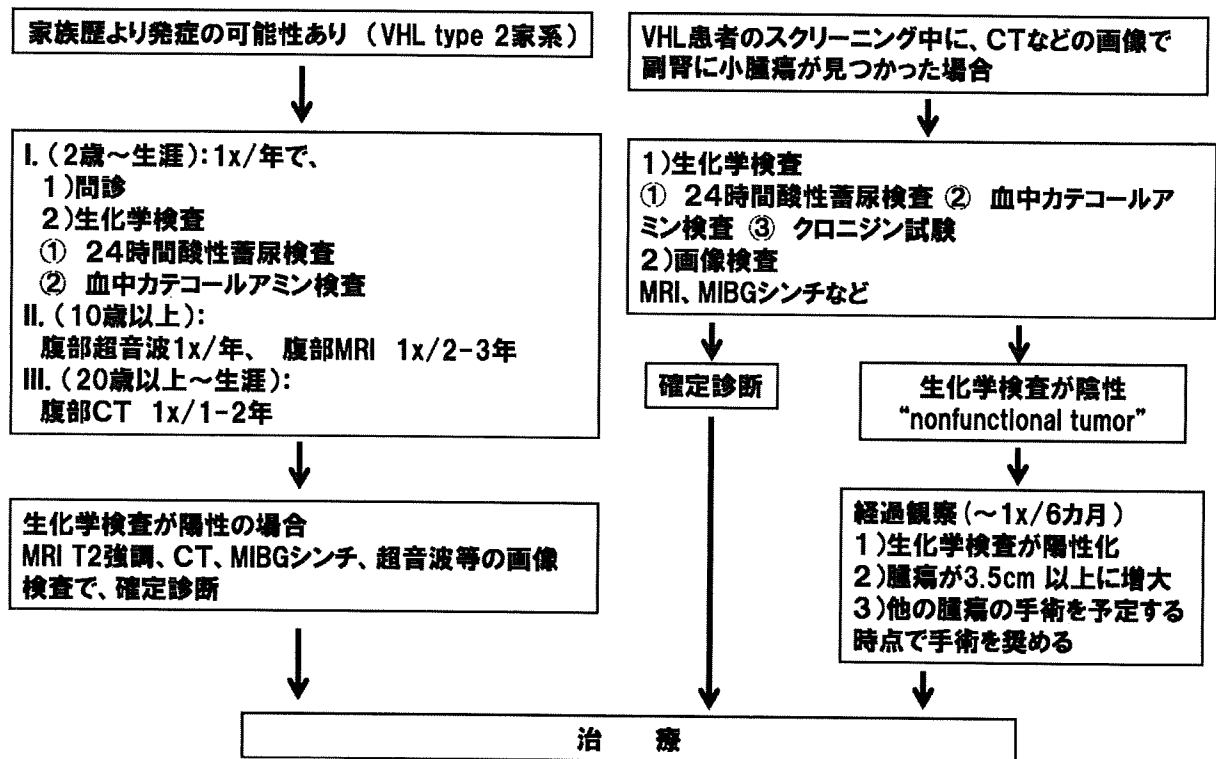 家族歴より発症の可能性あり （VHL type 2家系）
I. （2歳～生涯）：1x/年で、
1）問診
2）生化学検査
① 24時間酸性蓄尿検査
② 血中カテコールアミン検査
II. （10歳以上）：
腹部超音波1x/年、 腹部MRI 1x/2-3年
III. （20歳以上～生涯）：
腹部CT 1x/1-2年
生化学検査が陽性の場合
MRI T2強調、CT、MIBGシンチ、超音波等の画像
検査で、確定診断
VHL患者のスクリーニング中に、CTなどの画像で
副腎に小腫瘍が見つかった場合
1）生化学検査
① 24時間酸性蓄尿検査 ② 血中カテコールア
ミン検査 ③ クロニジン試験
2）画像検査
MRI、MIBGシンチなど
確定診断
生化学検査が陰性
“nonfunctional tumor”
経過観察（～1x/6カ月）
1）生化学検査が陽性化
2）腫瘍が3.5cm 以上に増大
3）他の腫瘍の手術を予定する
時点で手術を奨める
治 療